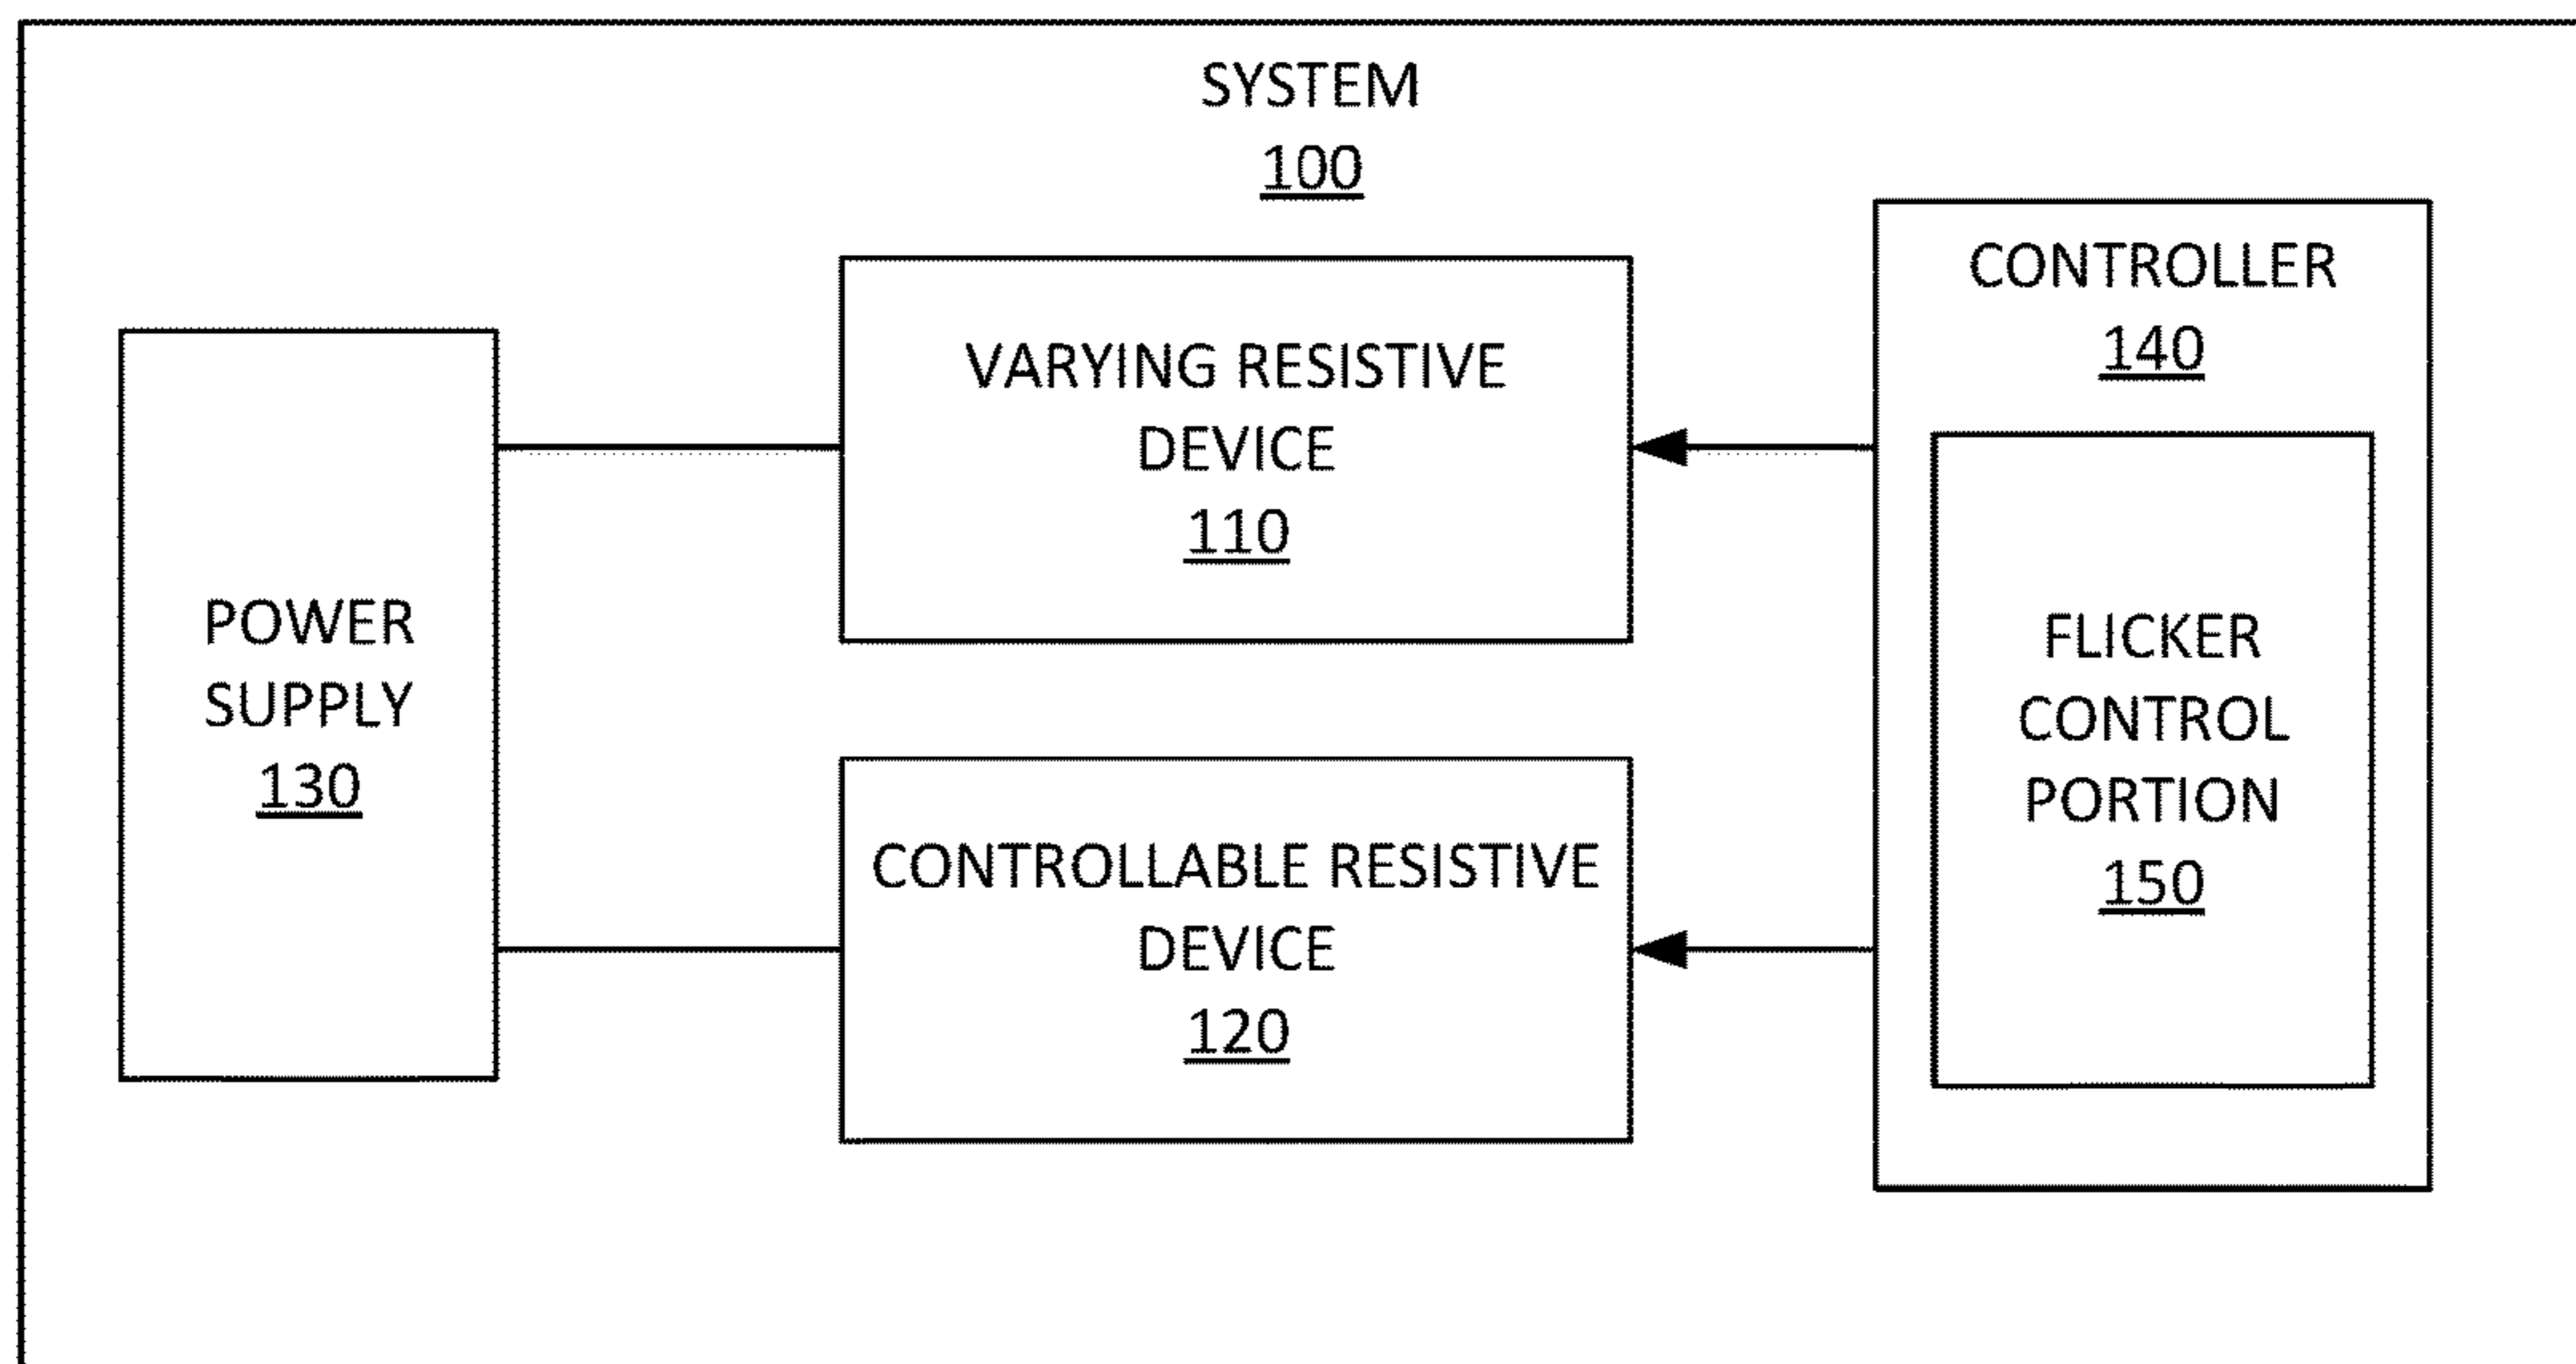 SYSTEM
100
POWER
SUPPLY
130
VARYING RESISTIVE
DEVICE
110
CONTROLLABLE RESISTIVE
DEVICE
120
CONTROLLER
140
FLICKER
CONTROL
PORTION
150